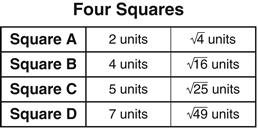 Four Squares
Square A 2 units √4 units
Square B 4 units √16 units
Square C 5 units √25 units
Square D 7 units √49 units